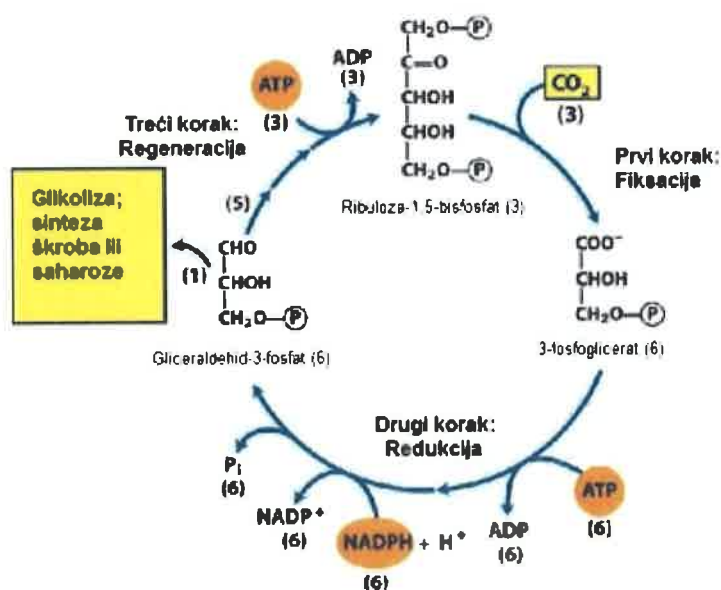 CH₂O—P
C=O
CHOH
CHOH
CH₂O—P
Ribuloza-1,5-bisfosfat (3)
CO₂
(3)
Prvi korak:
Fiksacija
COO⁻
CHOH
CH₂O—P
3-fosfoglicerat (6)
Drugi korak:
Redukcija
ATP
(6)
ADP
(6)
NADPH + H⁺
(6)
NADP⁺
(6)
Pi
(6)
Gliceraldehid-3-fosfat (6)
CHO
CHOH
CH₂O—P
(1)
Glikoliza;
sinteza
škroba ili
saharoze
(5)
Treći korak:
Regeneracija
ATP
(3)
ADP
(3)